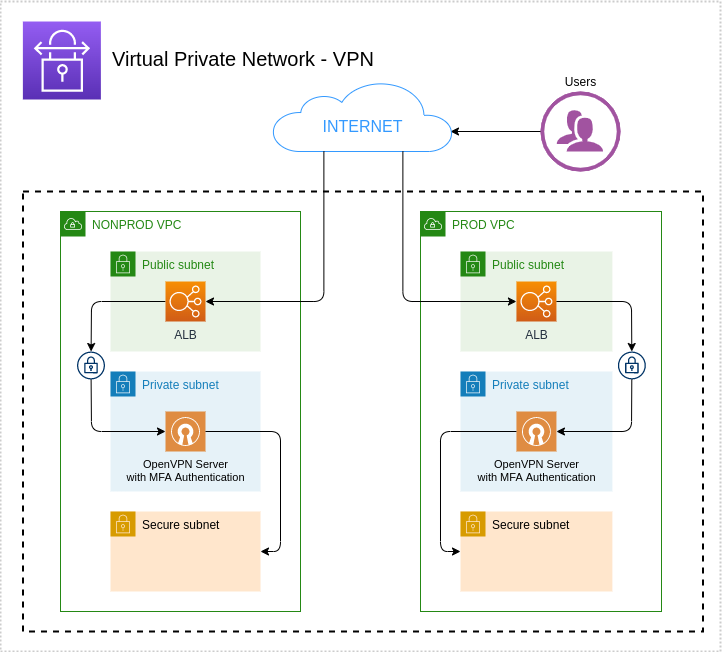 Virtual Private Network - VPN
Users
INTERNET
NONPROD VPC
Public subnet
ALB
Private subnet
OpenVPN Server
with MFA Authentication
Secure subnet
PROD VPC
Public subnet
ALB
Private subnet
OpenVPN Server
with MFA Authentication
Secure subnet